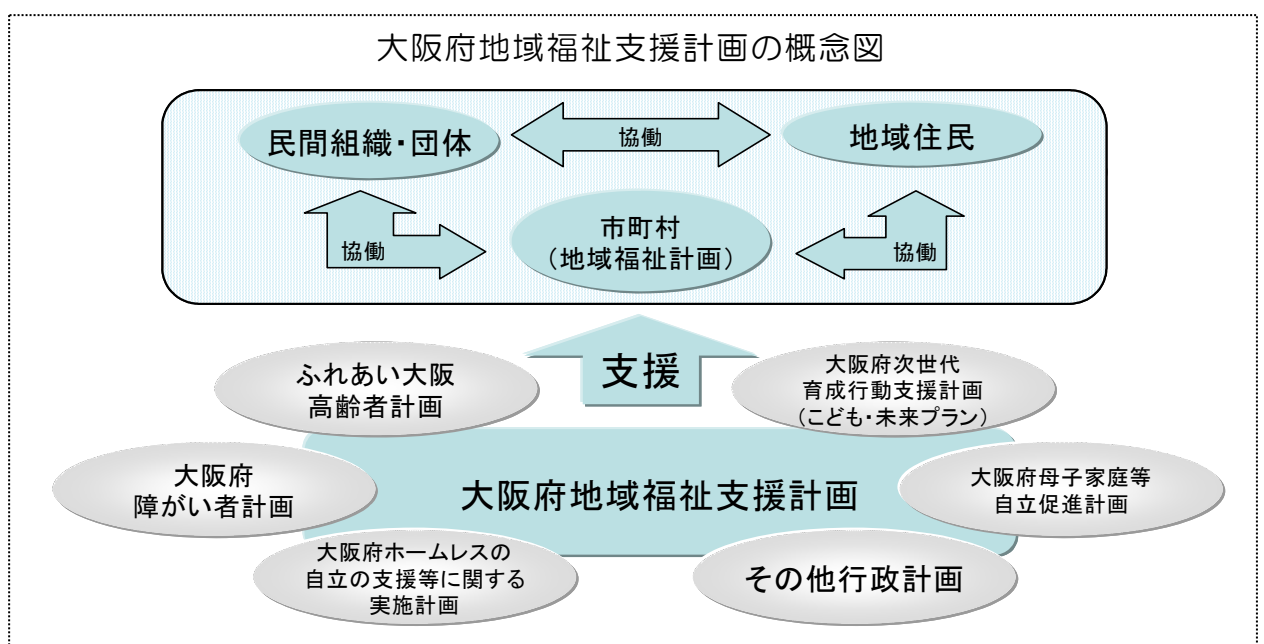 大阪府地域福祉支援計画の概念図
民間組織・団体
協働
地域住民
協働
市町村
（地域福祉計画）
協働
支援
ふれあい大阪
高齢者計画
大阪府次世代
育成行動支援計画
（こども・未来プラン）
大阪府
障がい者計画
大阪府地域福祉支援計画
大阪府母子家庭等
自立促進計画
大阪府ホームレスの
自立の支援等に関する
実施計画
その他行政計画